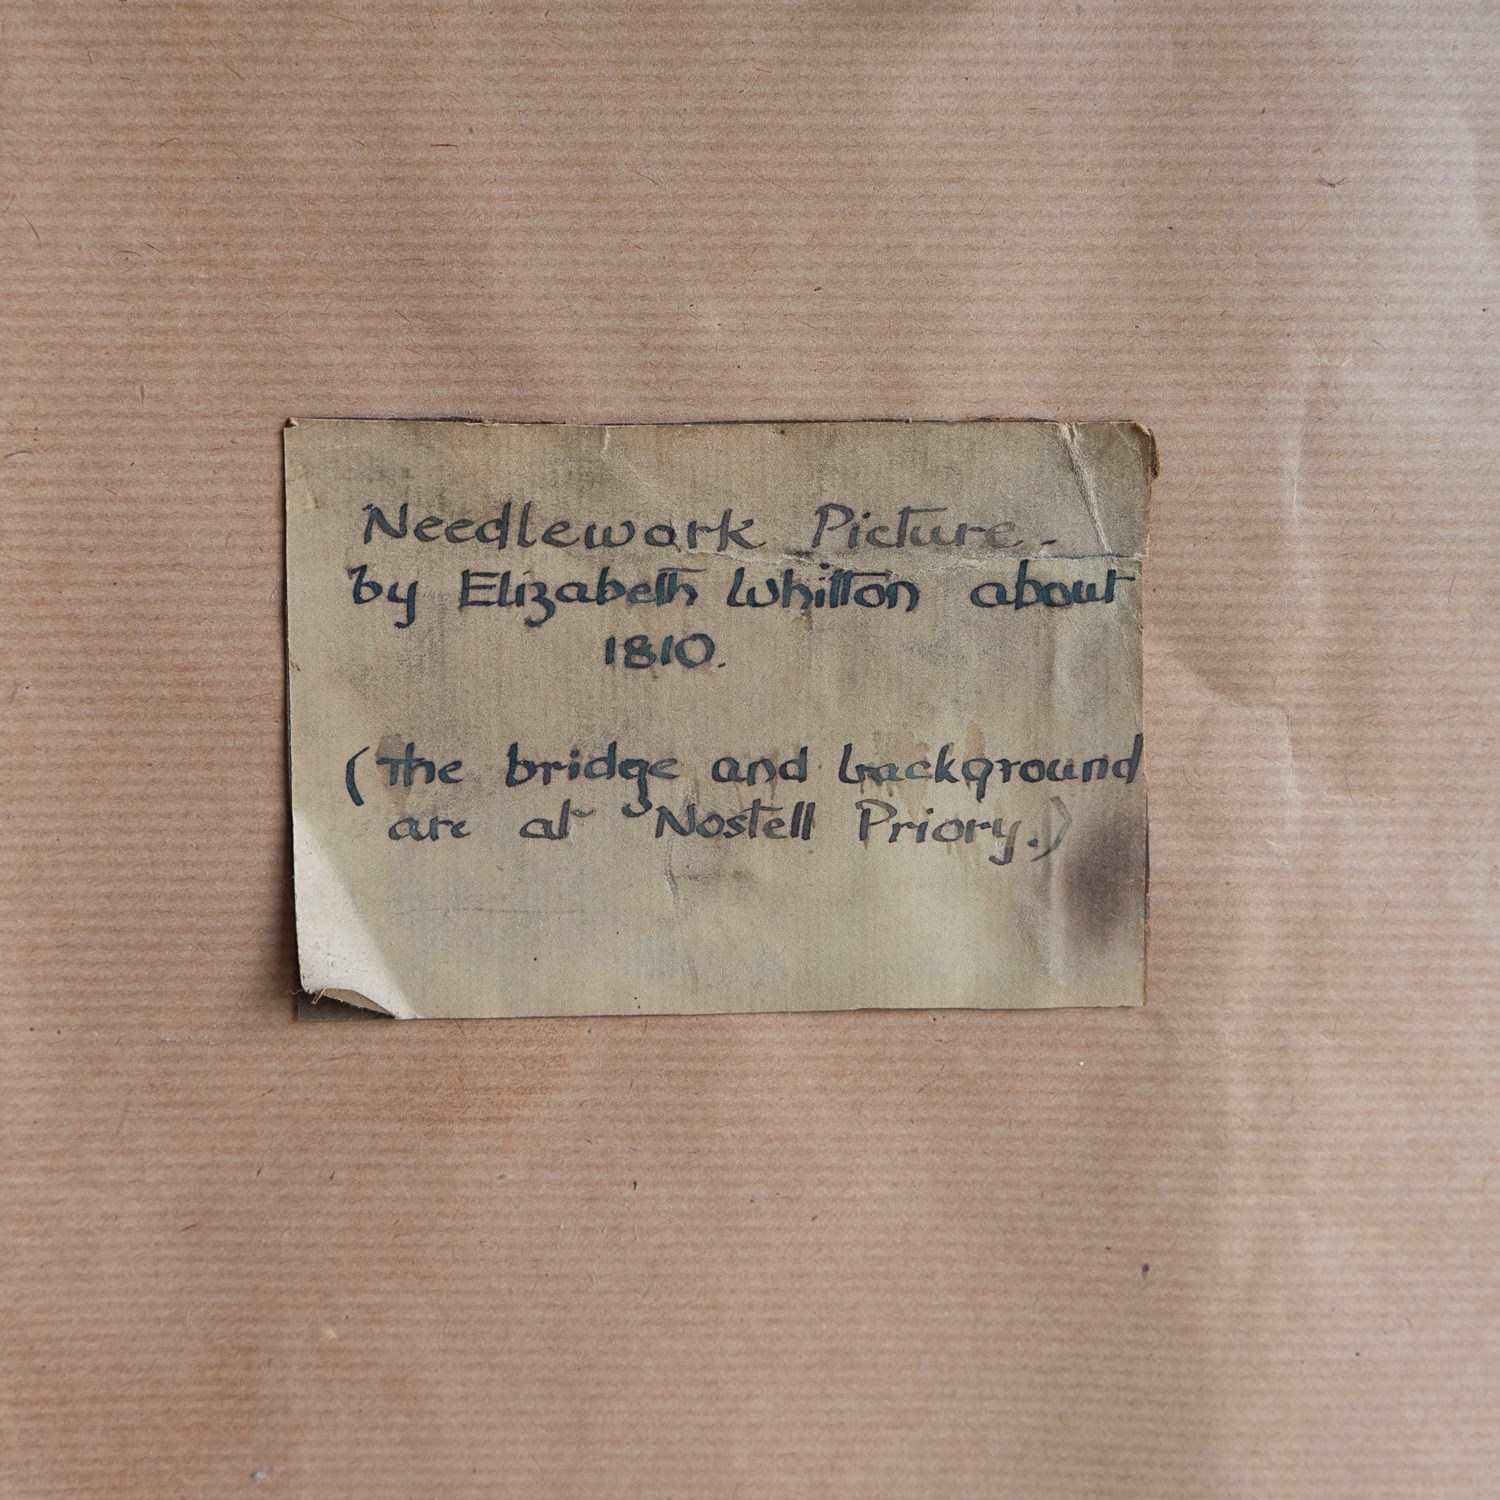 Needlework Picture.-
by Elizabeth Whitton about
1810.
(the bridge and background
are at Nostell Priory.)